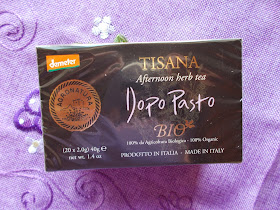 demeter
TISANA
Afternoon herb tea
AGRONATURA
Dopo Pasto
BIO
100% da Agricoltura Biologica - 100% Organic
(20 x 2,0g) 40g e
net wt. 1.4 oz
PRODOTTO IN ITALIA - MADE IN ITALY